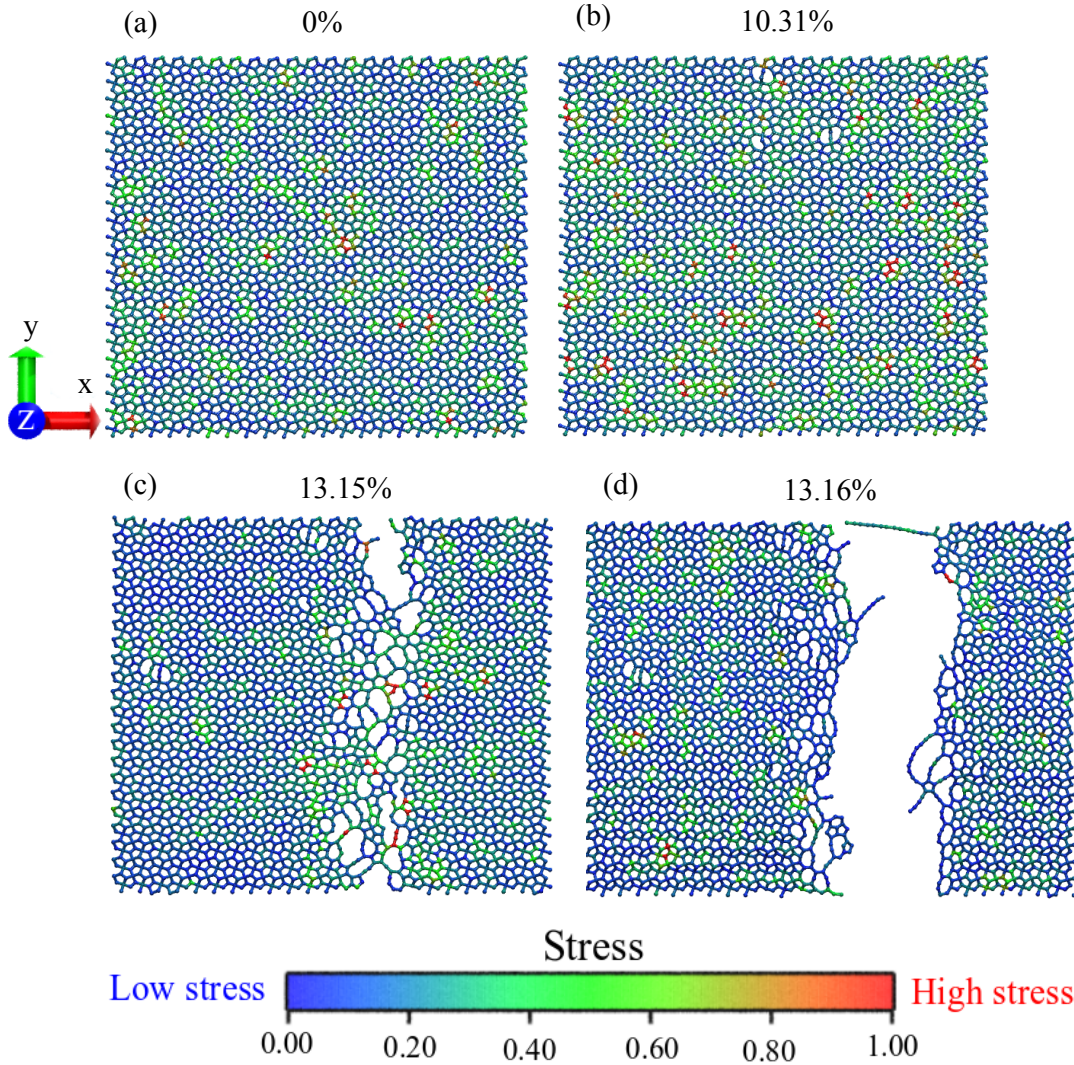 (a) 0%
(b) 10.31%
y
x
Z
(c) 13.15%
(d) 13.16%
Stress
Low stress
High stress
0.00 0.20 0.40 0.60 0.80 1.00